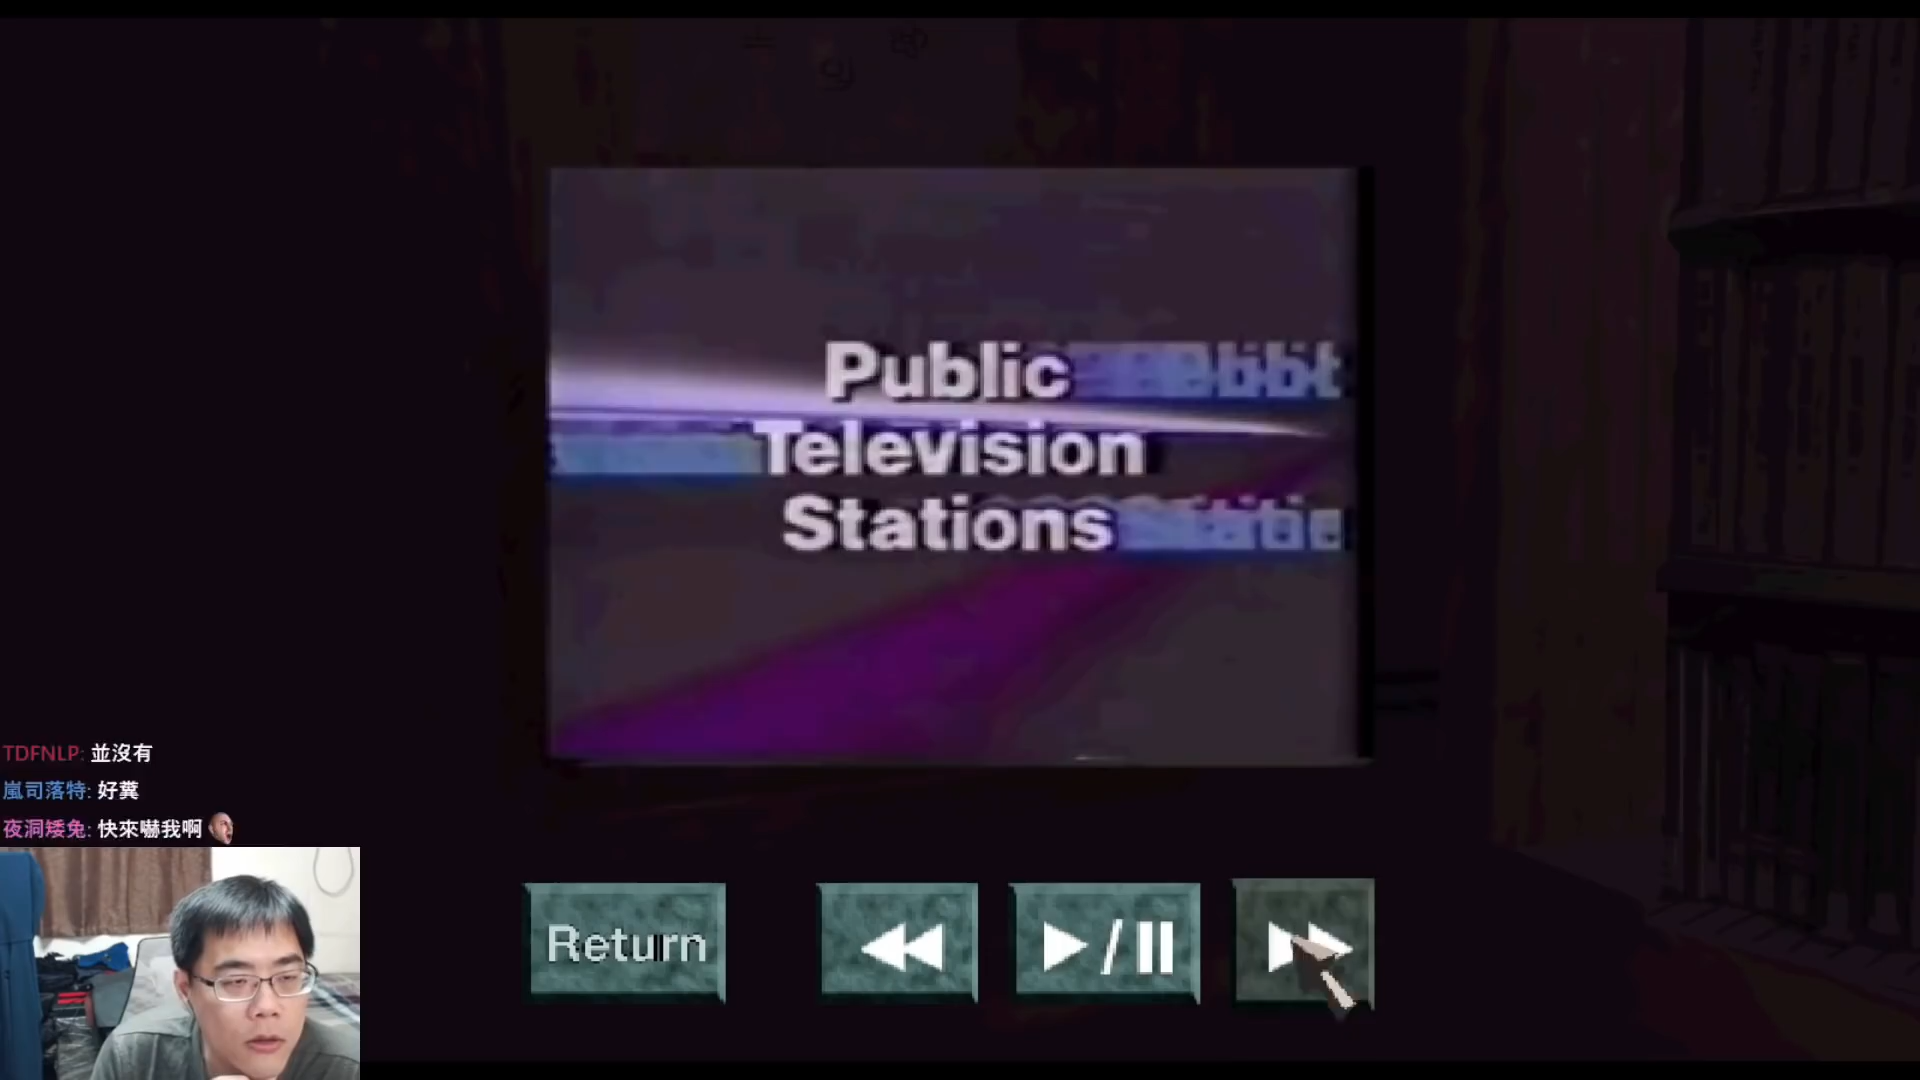 Public
Television
Stations
TDFNLP: 並沒有
嵐司落特: 好糞
夜洞矮兔: 快來嚇我啊
Return